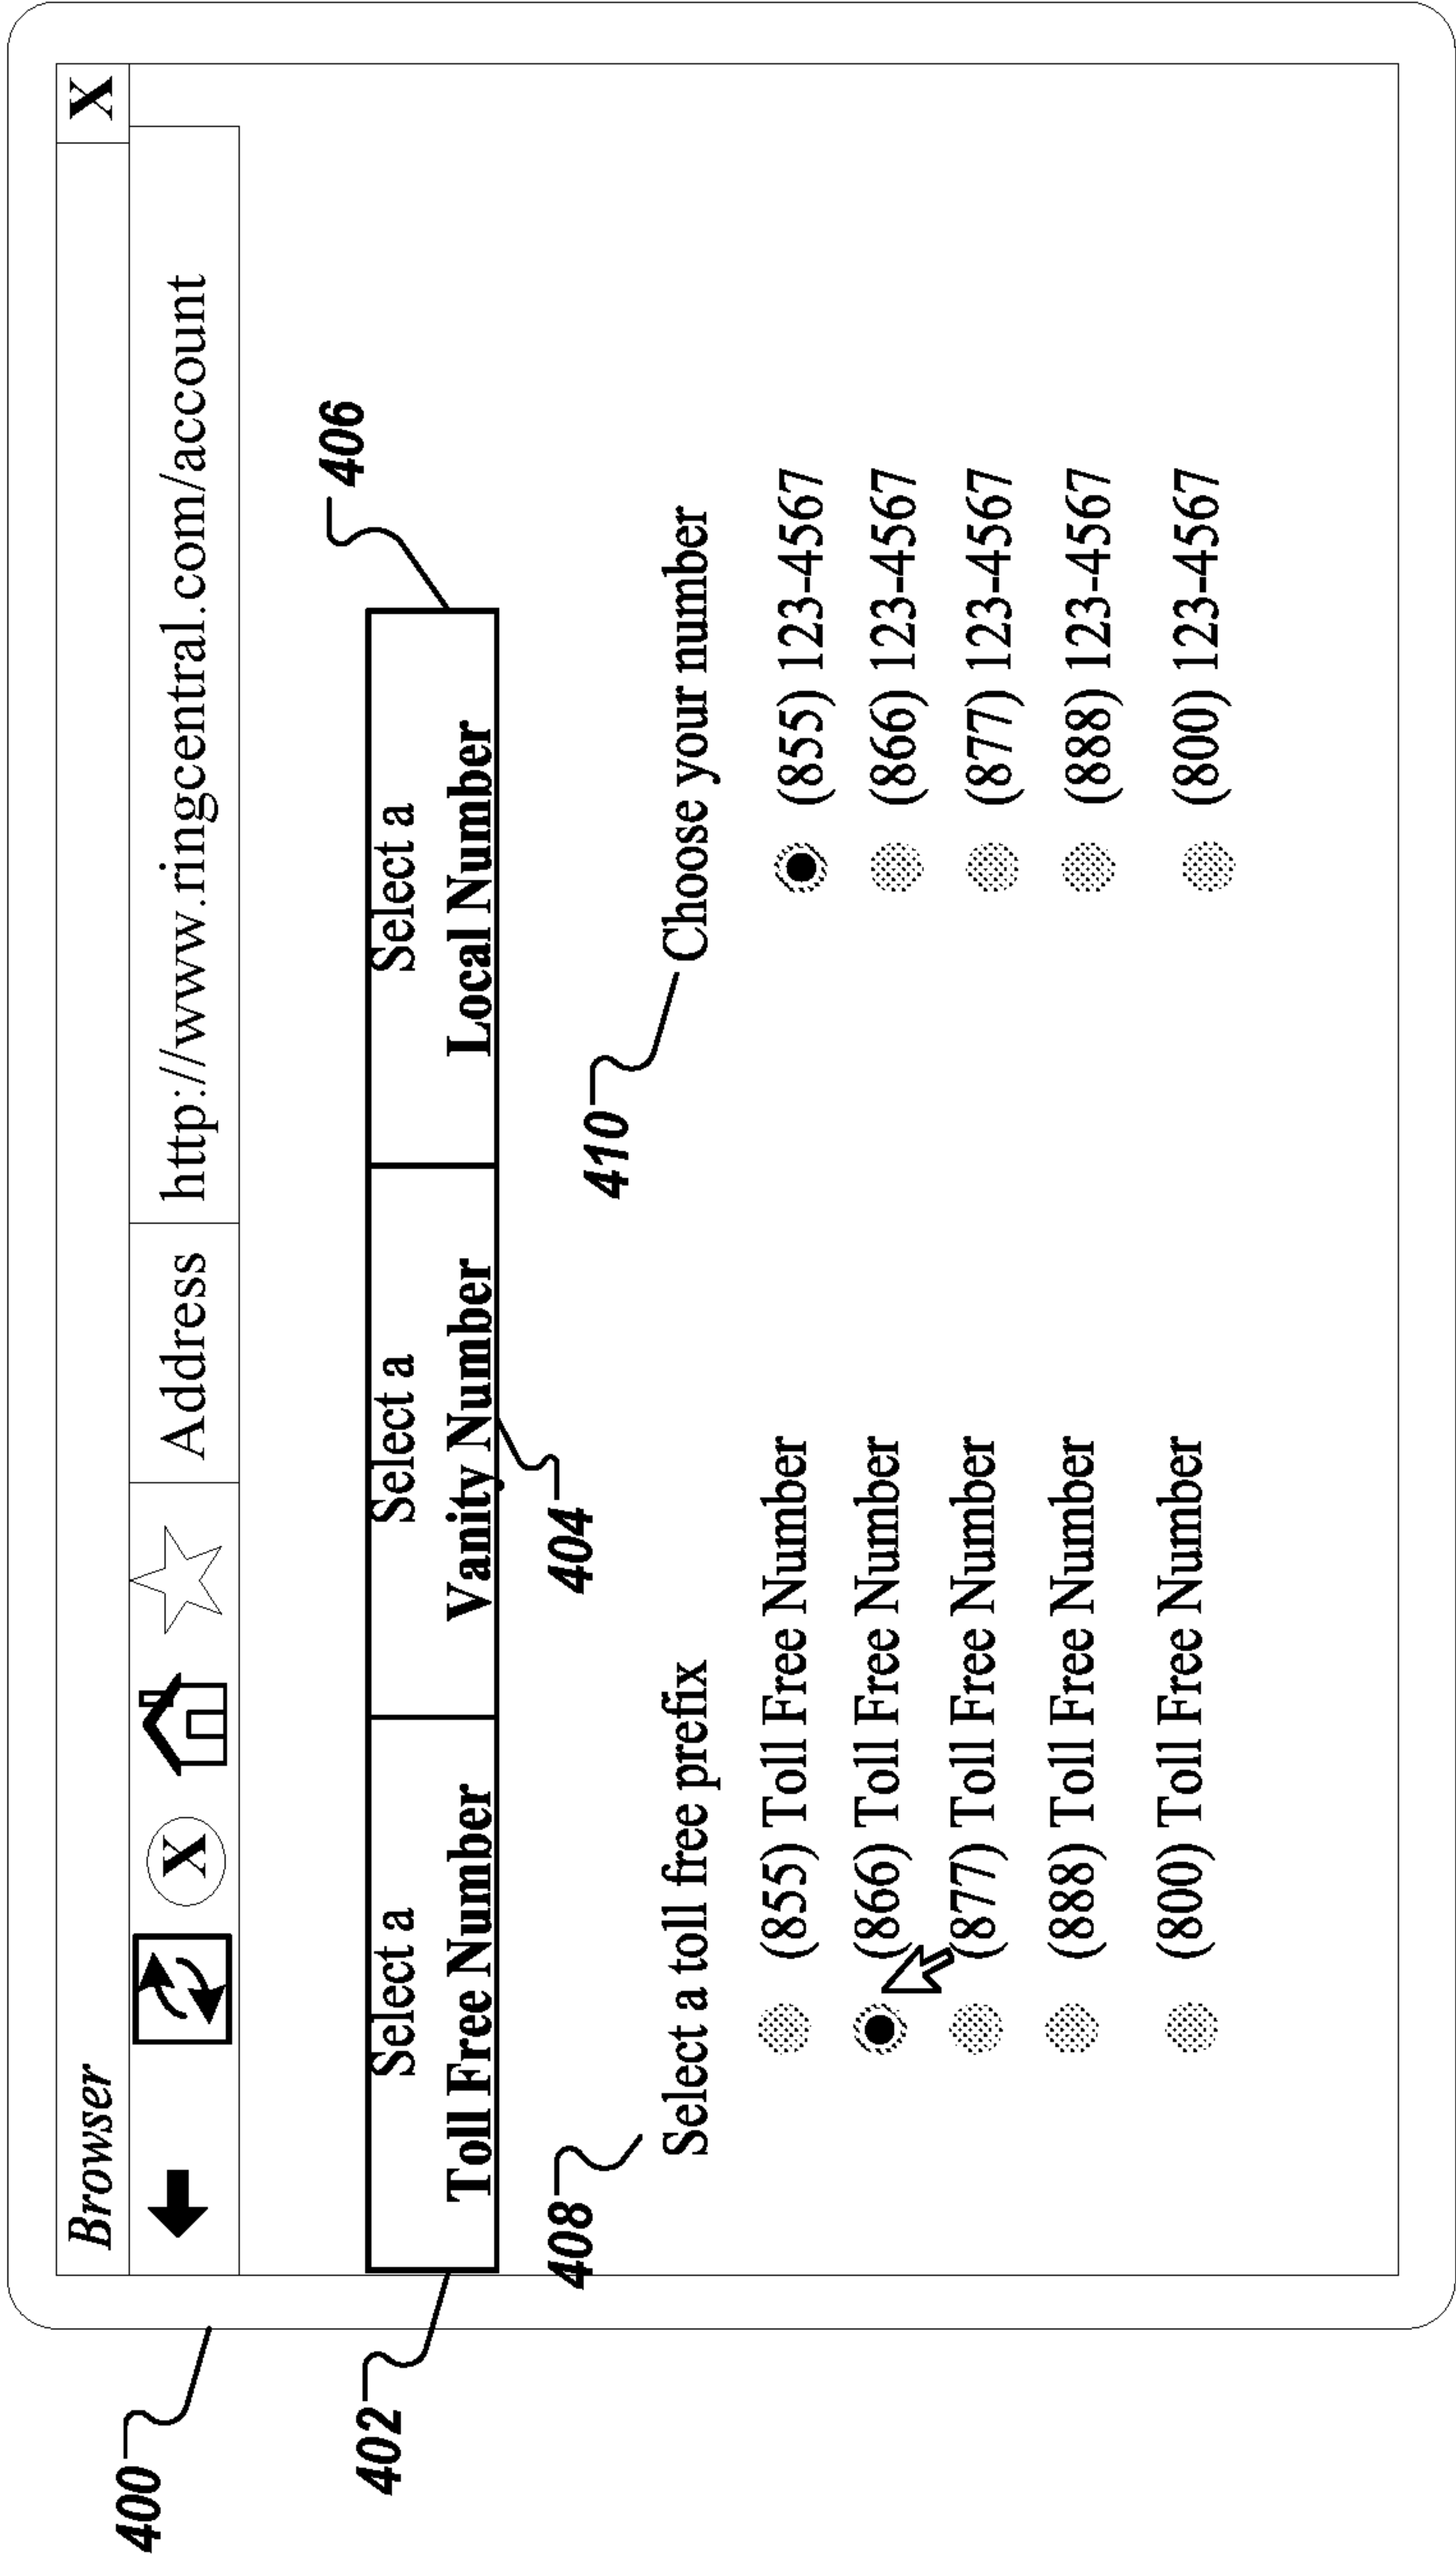 400
Browser X
X Address http://www.ringcentral.com/account
402
406
Select a
Toll Free Number
Select a
Vanity Number
Select a
Local Number
404
408
Select a toll free prefix
(855) Toll Free Number
(866) Toll Free Number
(877) Toll Free Number
(888) Toll Free Number
(800) Toll Free Number
410
Choose your number
(855) 123-4567
(866) 123-4567
(877) 123-4567
(888) 123-4567
(800) 123-4567